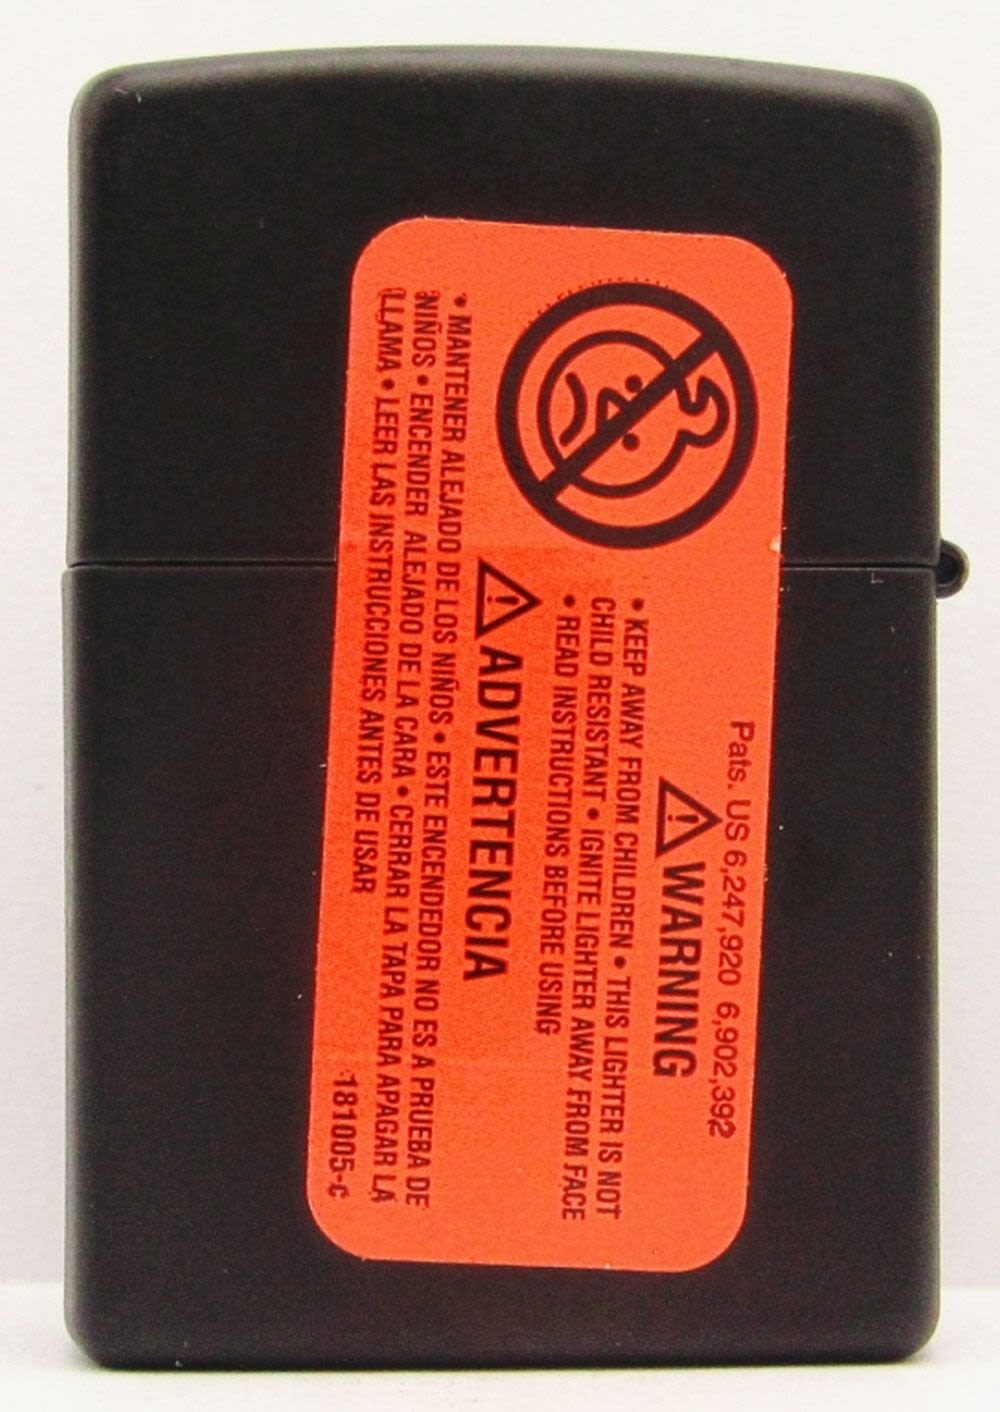 Pats. US 6,247,920 6,902,392
WARNING
• KEEP AWAY FROM CHILDREN • THIS LIGHTER IS NOT
CHILD RESISTANT • IGNITE LIGHTER AWAY FROM FACE
• READ INSTRUCTIONS BEFORE USING
ADVERTENCIA
• MANTENER ALEJADO DE LOS NIÑOS • ESTE ENCENDEDOR NO ES A PRUEBA DE
NIÑOS • ENCENDER ALEJADO DE LA CARA • CERRAR LA TAPA PARA APAGAR LA
LLAMA • LEER LAS INSTRUCCIONES ANTES DE USAR
181005-c